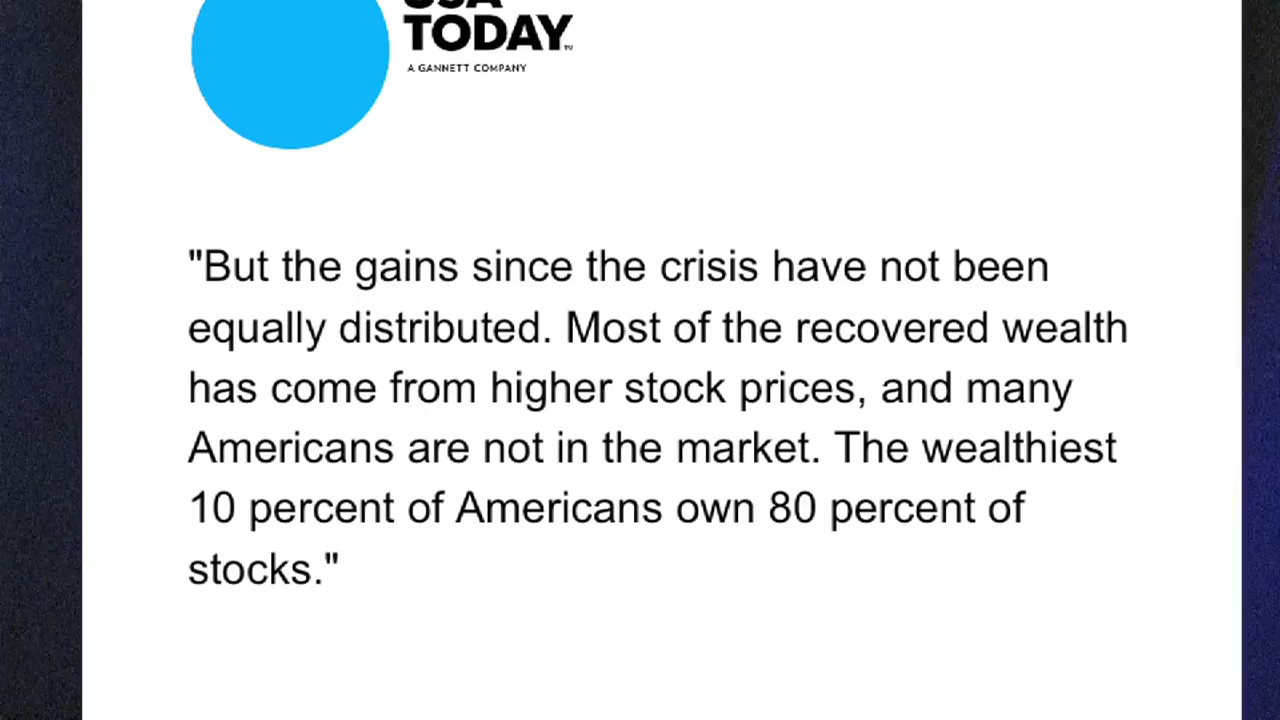 USA
TODAY
A GANNETT COMPANY
"But the gains since the crisis have not been
equally distributed. Most of the recovered wealth
has come from higher stock prices, and many
Americans are not in the market. The wealthiest
10 percent of Americans own 80 percent of
stocks."